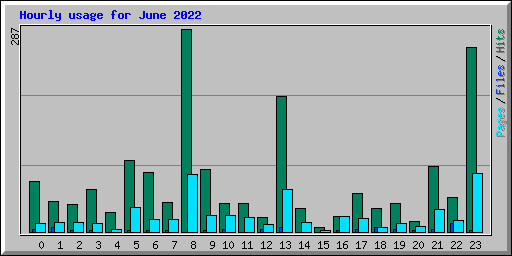 Hourly usage for June 2022
287
Pages/Files/Hits
0 1 2 3 4 5 6 7 8 9 10 11 12 13 14 15 16 17 18 19 20 21 22 23